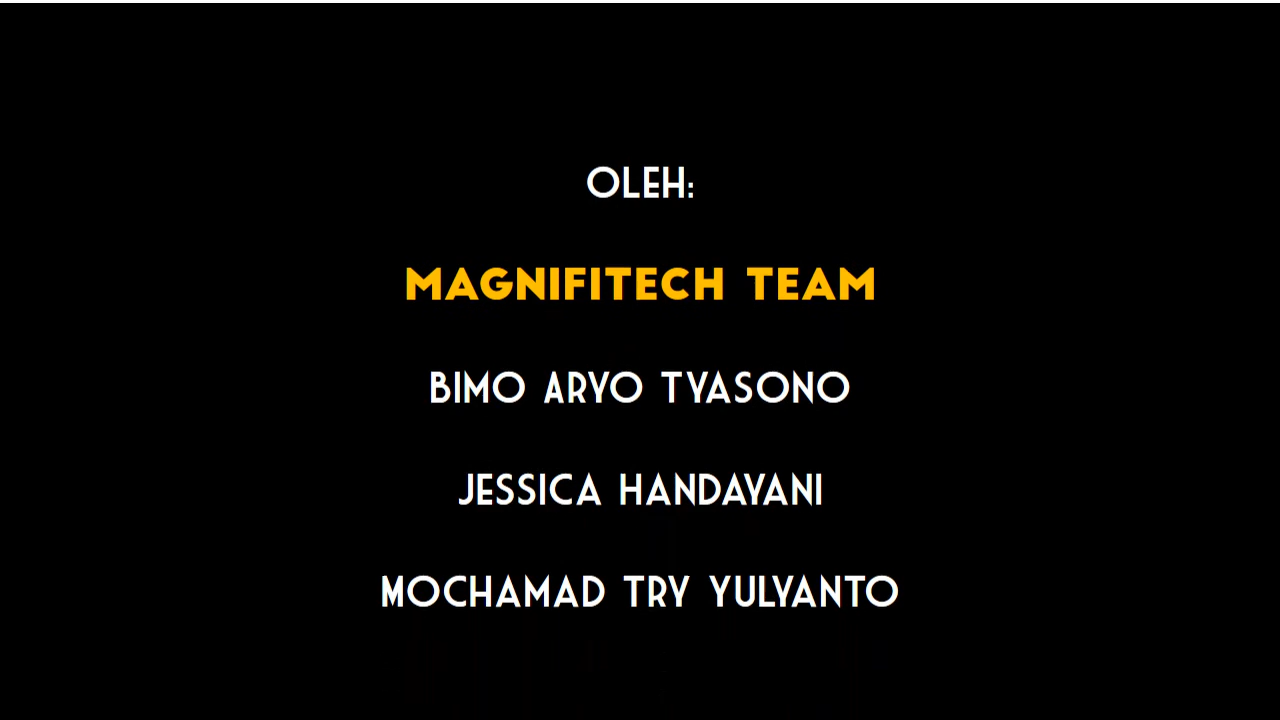 OLEH:
MAGNIFITECH TEAM
BIMO ARYO TYASONO
JESSICA HANDAYANI
MOCHAMAD TRY YULYANTO